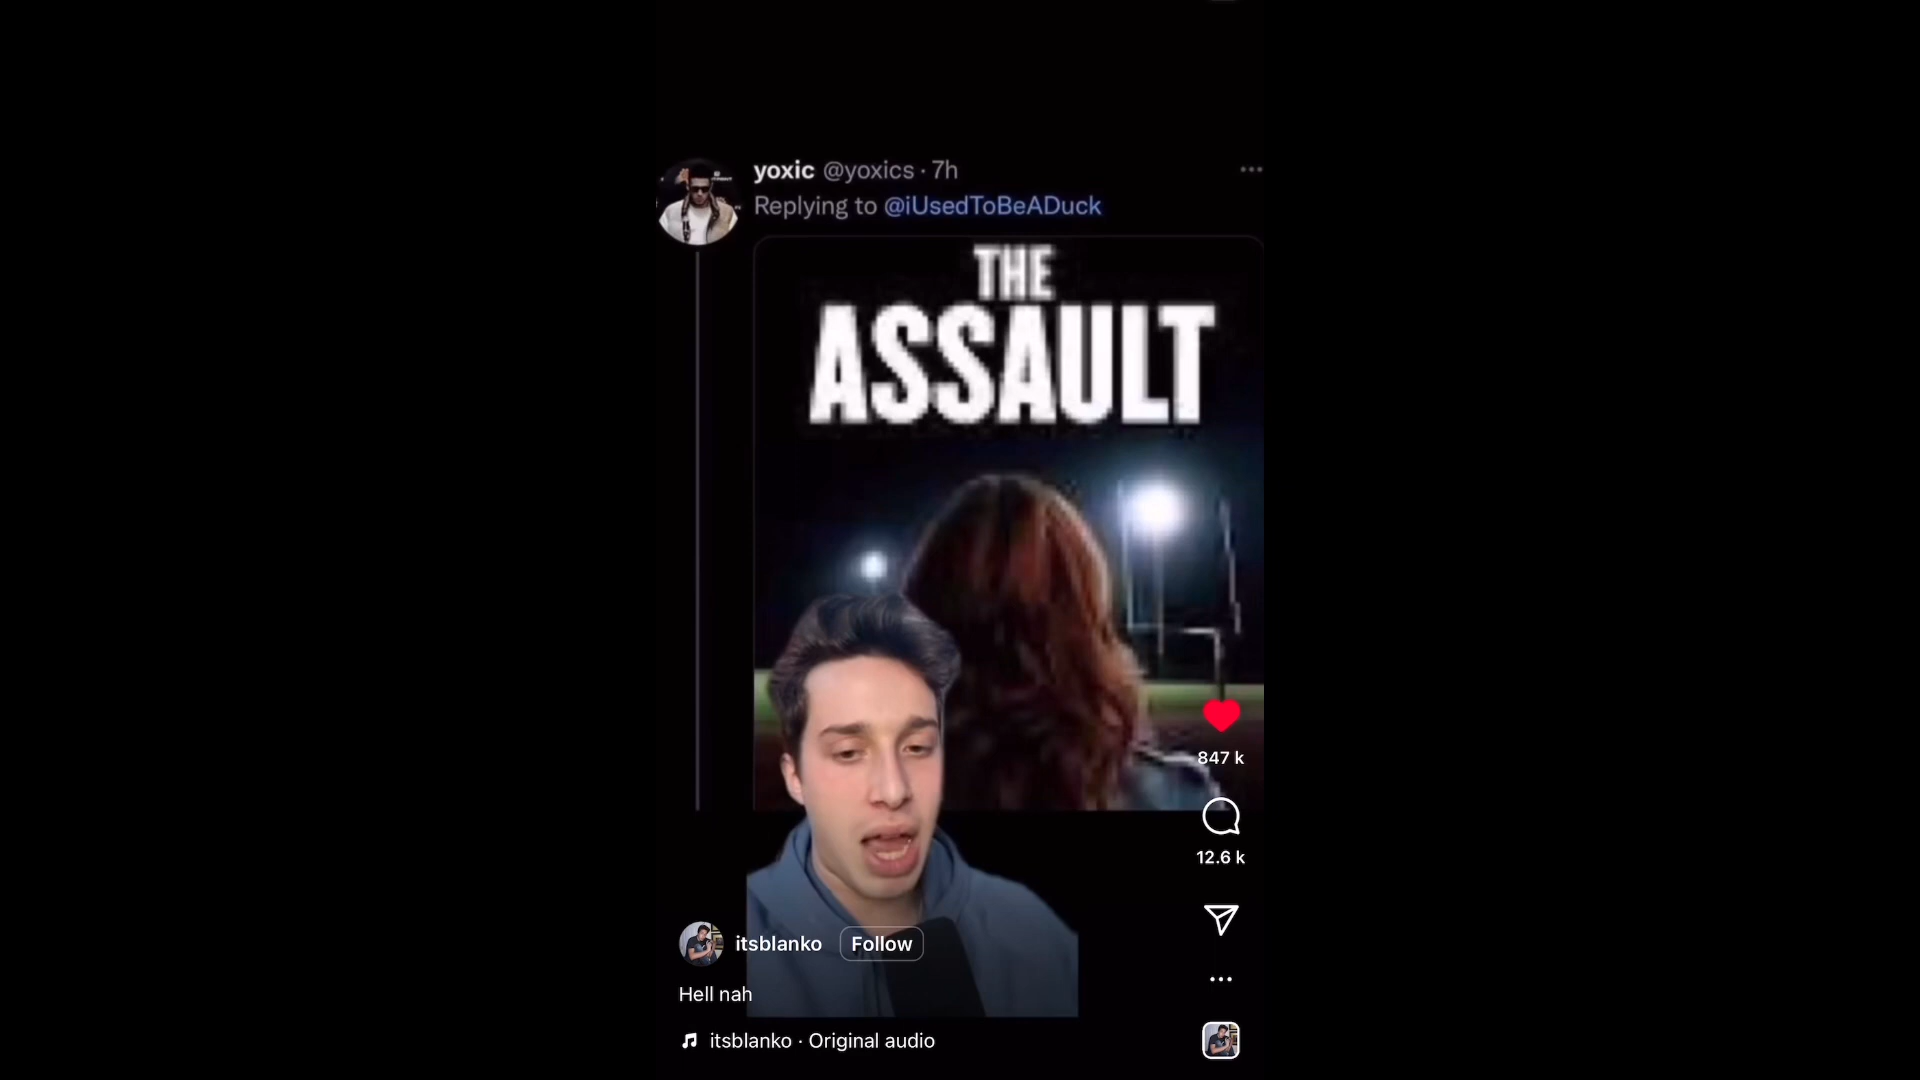 yoxic @yoxics · 7h
Replying to @iUsedToBeADuck
THE
ASSAULT
847 k
12.6 k
itsblanko Follow
Hell nah
itsblanko · Original audio